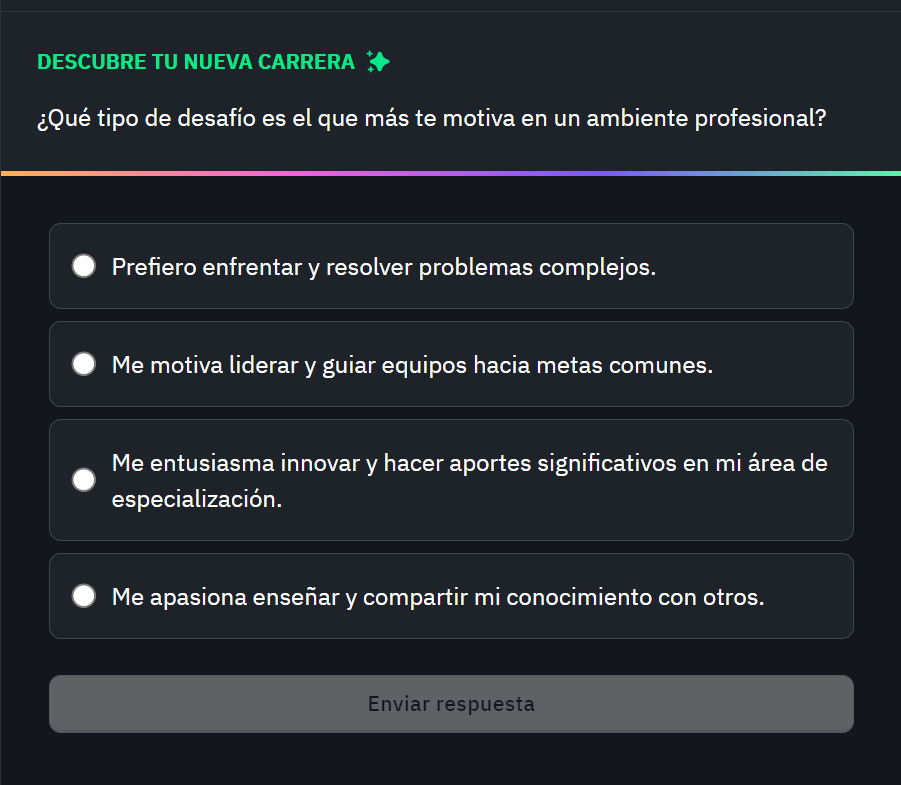 DESCUBRE TU NUEVA CARRERA
¿Qué tipo de desafío es el que más te motiva en un ambiente profesional?
Prefiero enfrentar y resolver problemas complejos.
Me motiva liderar y guiar equipos hacia metas comunes.
Me entusiasma innovar y hacer aportes significativos en mi área de
especialización.
Me apasiona enseñar y compartir mi conocimiento con otros.
Enviar respuesta